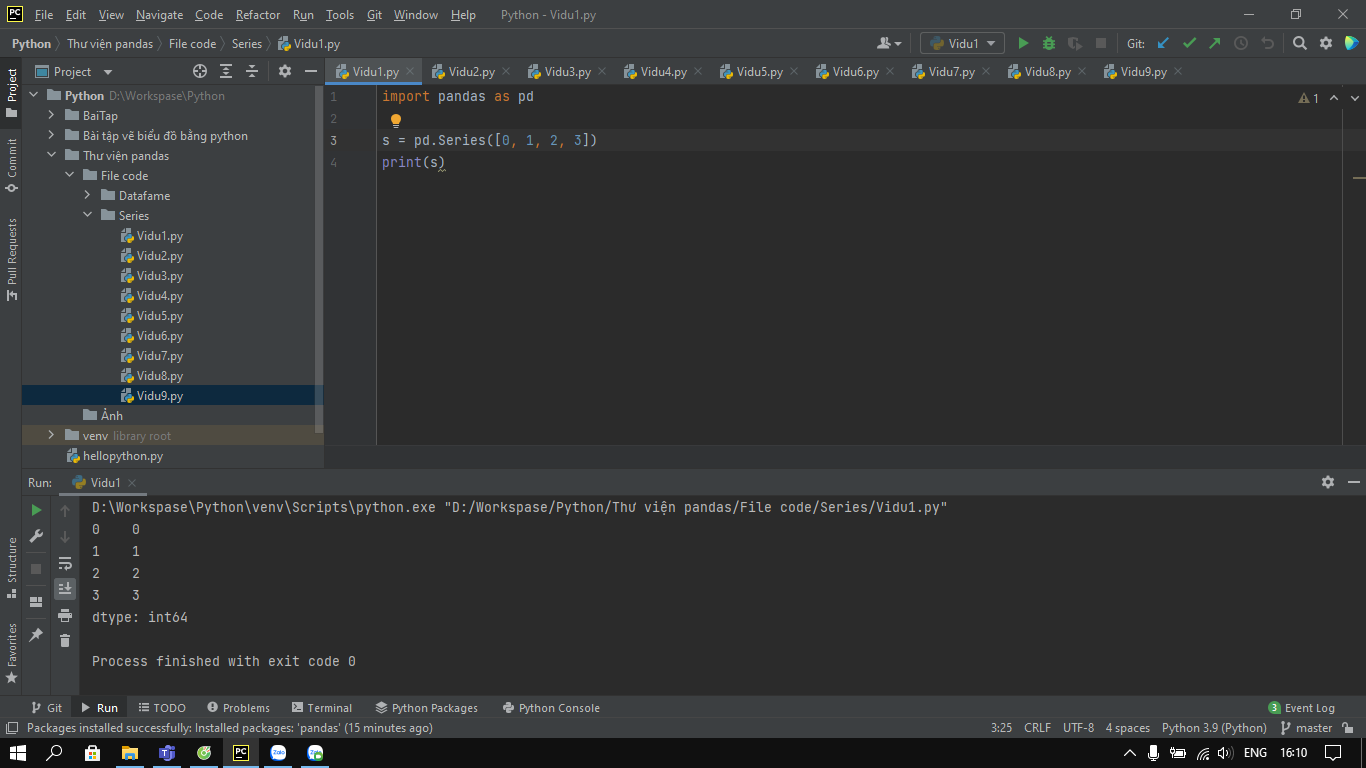 PC File Edit View Navigate Code Refactor Run Tools Git Window Help Python - Vidu1.py
Python Thư viện pandas File code Series Vidu1.py Vidu1 Git:
Project
Commit
Pull Requests
Structure
Favorites
Project
Python D:\Workspase\Python
BaiTap
Bài tập vẽ biểu đồ bằng python
Thư viện pandas
File code
Datafame
Series
Vidu1.py
Vidu2.py
Vidu3.py
Vidu4.py
Vidu5.py
Vidu6.py
Vidu7.py
Vidu8.py
Vidu9.py
Ảnh
venv library root
hellopython.py
Vidu1.py Vidu2.py Vidu3.py Vidu4.py Vidu5.py Vidu6.py Vidu7.py Vidu8.py Vidu9.py
1 import pandas as pd
1
2
3 s = pd.Series([0, 1, 2, 3])
4 print(s)
Run: Vidu1
D:\Workspase\Python\venv\Scripts\python.exe "D:/Workspase/Python/Thư viện pandas/File code/Series/Vidu1.py"
0 0
1 1
2 2
3 3
dtype: int64
Process finished with exit code 0
Git Run TODO Problems Terminal Python Packages Python Console 3 Event Log
Packages installed successfully: Installed packages: 'pandas' (15 minutes ago) 3:25 CRLF UTF-8 4 spaces Python 3.9 (Python) master
PC Zalo Zalo ENG 16:10